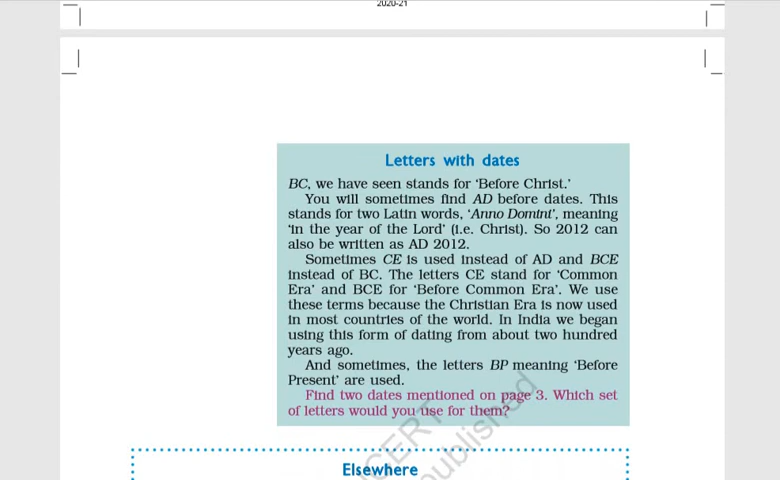 2020-21
Letters with dates
BC, we have seen stands for ‘Before Christ.’
You will sometimes find AD before dates. This
stands for two Latin words, ‘Anno Domini’, meaning
‘in the year of the Lord’ (i.e. Christ). So 2012 can
also be written as AD 2012.
Sometimes CE is used instead of AD and BCE
instead of BC. The letters CE stand for ‘Common
Era’ and BCE for ‘Before Common Era’. We use
these terms because the Christian Era is now used
in most countries of the world. In India we began
using this form of dating from about two hundred
years ago.
And sometimes, the letters BP meaning ‘Before
Present’ are used.
Find two dates mentioned on page 3. Which set
of letters would you use for them?
CERT
published
Elsewhere